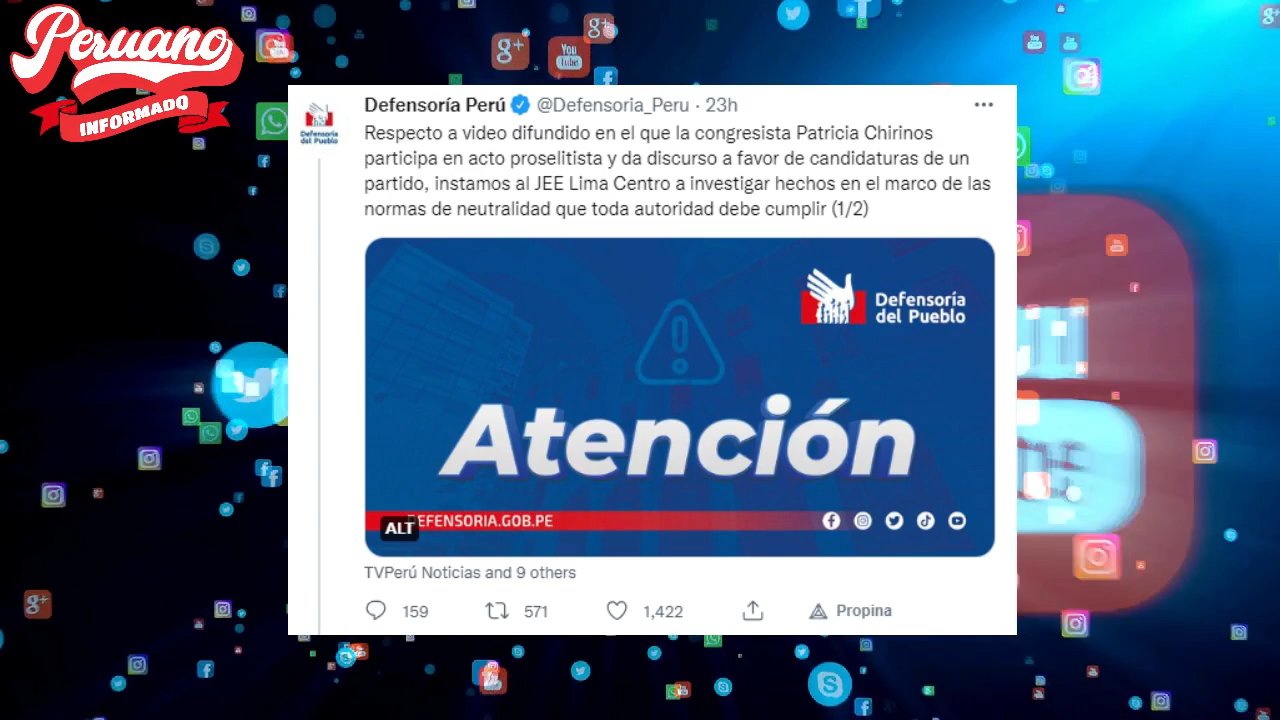 Peruano
INFORMADO
Defensoría Perú @Defensoria_Peru · 23h
Defensoría
del Pueblo
Respecto a video difundido en el que la congresista Patricia Chirinos
participa en acto proselitista y da discurso a favor de candidaturas de un
partido, instamos al JEE Lima Centro a investigar hechos en el marco de las
normas de neutralidad que toda autoridad debe cumplir (1/2)
Defensoría
del Pueblo
Atención
ALT
EFENSORIA.GOB.PE
TVPerú Noticias and 9 others
159 571 1,422 Propina
g+
g+
You
Tube